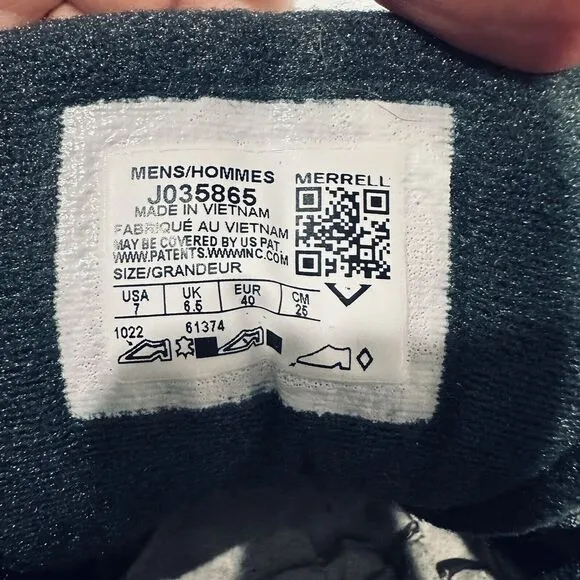 MENS/HOMMES
J035865
MADE IN VIETNAM
FABRIQUÉ AU VIETNAM
MAY BE COVERED BY US PAT.
WWW.PATENTS.WWWINC.COM
SIZE/GRANDEUR
USA UK EUR CM
7 6.5 40 25
1022 61374
MERRELL